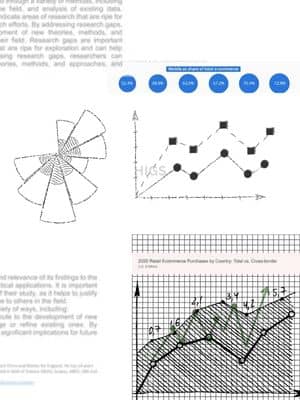 d through a variety of methods, including
e field, and analysis of existing data.
ndicate areas of research that are ripe for
ch efforts. By addressing research gaps,
pment of new theories, methods, and
eir field. Research gaps are important
at are ripe for exploration and can help
sing research gaps, researchers can
ories, methods, and approaches, and
Mobile as share of total e-commerce
52.4%
58.9%
63.5%
67.2%
70.4%
72.9%
HIGS
nd relevance of its findings to the
tical applications. It is important
f their study, as it helps to justify
e to others in the field.
riety of ways, including:
bute to the development of new
ge or refine existing ones. By
significant implications for future
2020 Retail Ecommerce Purchases by Country: Total vs. Cross-border
0,7
1,6
2,1
3,4
4,2
5,7